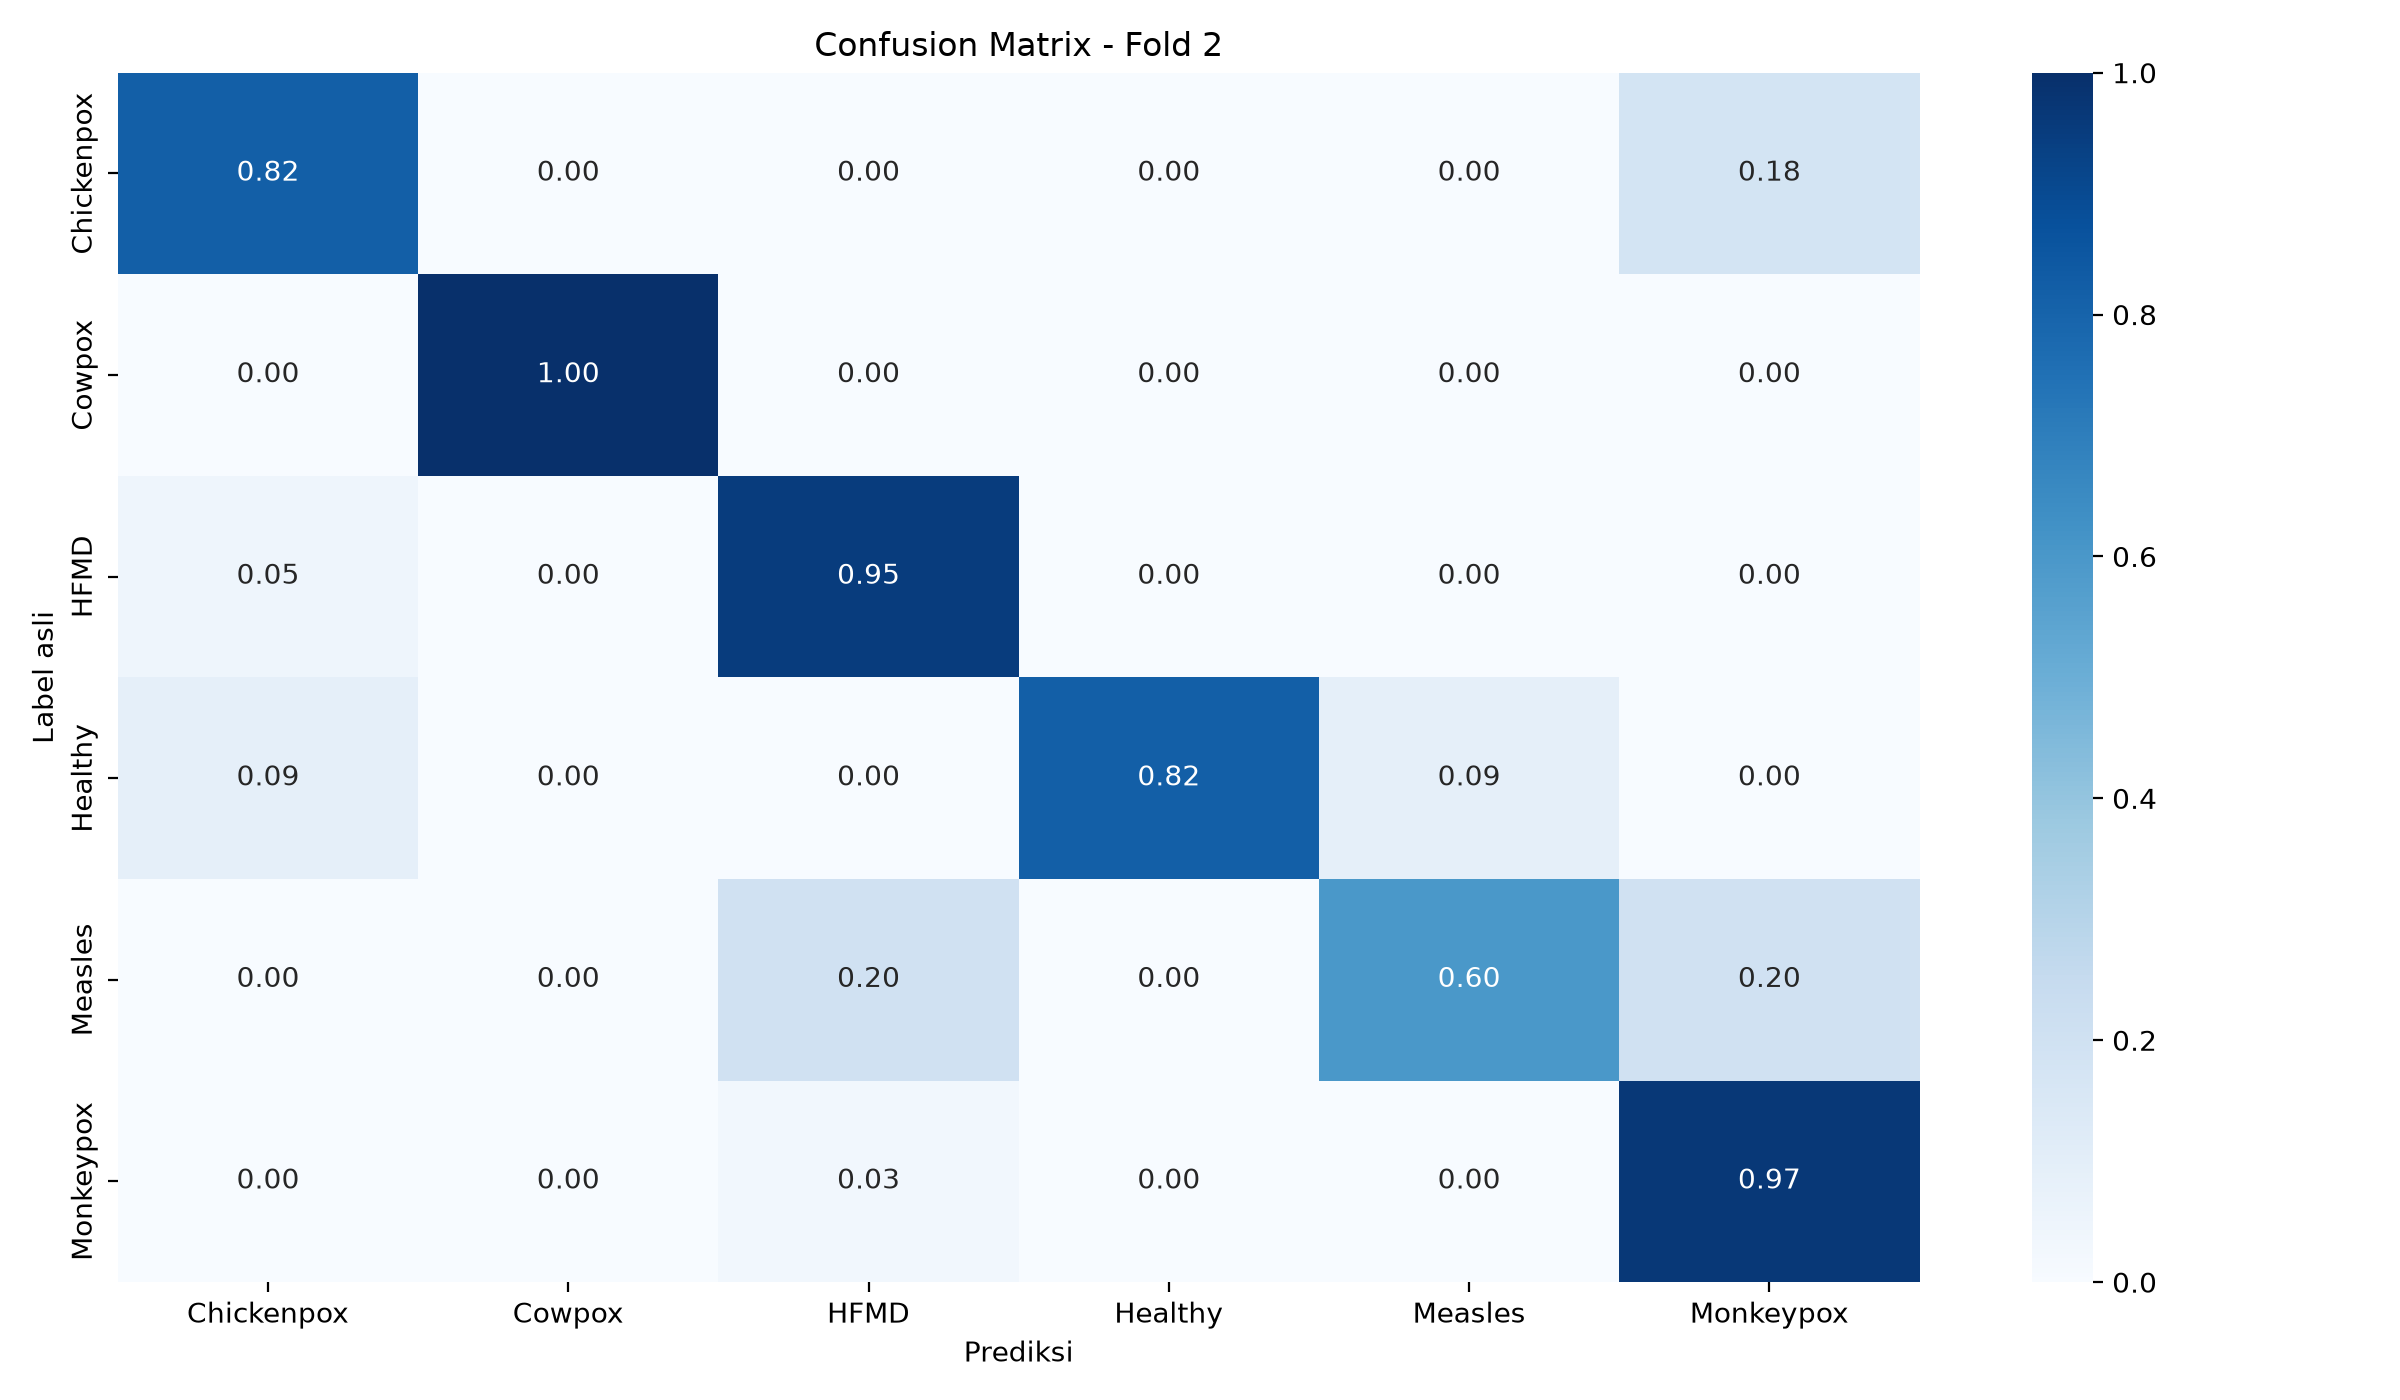 Confusion Matrix - Fold 2
Label asli
Chickenpox 0.82 0.00 0.00 0.00 0.00 0.18
Cowpox 0.00 1.00 0.00 0.00 0.00 0.00
HFMD 0.05 0.00 0.95 0.00 0.00 0.00
Healthy 0.09 0.00 0.00 0.82 0.09 0.00
Measles 0.00 0.00 0.20 0.00 0.60 0.20
Monkeypox 0.00 0.00 0.03 0.00 0.00 0.97
Chickenpox Cowpox HFMD Healthy Measles Monkeypox
Prediksi
1.0
0.8
0.6
0.4
0.2
0.0